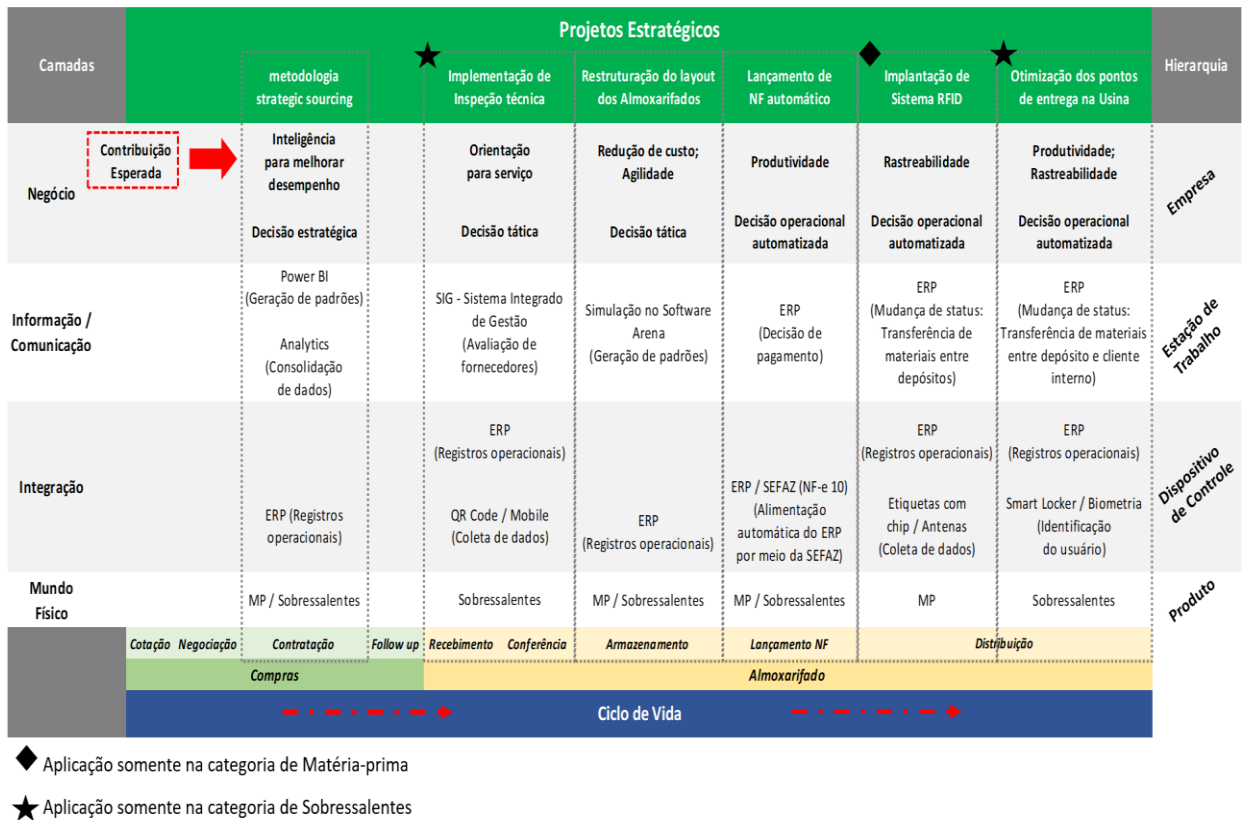 Projetos Estratégicos
Camadas
Hierarquia
metodologia
strategic sourcing
Implementação de
Inspeção técnica
Restruturação do layout
dos Almoxarifados
Lançamento de
NF automático
Implantação de
Sistema RFID
Otimização dos pontos
de entrega na Usina
Negócio
Contribuição
Esperada
Inteligência
para melhorar
desempenho
Orientação
para serviço
Redução de custo;
Agilidade
Produtividade
Rastreabilidade
Produtividade;
Rastreabilidade
Empresa
Decisão estratégica
Decisão tática
Decisão tática
Decisão operacional
automatizada
Decisão operacional
automatizada
Decisão operacional
automatizada
Informação /
Comunicação
Power BI
(Geração de padrões)
Analytics
(Consolidação
de dados)
SIG - Sistema Integrado
de Gestão
(Avaliação de
fornecedores)
Simulação no Software
Arena
(Geração de padrões)
ERP
(Decisão de
pagamento)
ERP
(Mudança de status:
Transferência de
materiais entre
depósitos)
ERP
(Mudança de status:
Transferência de materiais
entre depósito e cliente
interno)
Estação de
Trabalho
Integração
ERP (Registros
operacionais)
ERP
(Registros operacionais)
QR Code / Mobile
(Coleta de dados)
ERP
(Registros operacionais)
ERP / SEFAZ (NF-e 10)
(Alimentação
automática do ERP
por meio da SEFAZ)
ERP
(Registros operacionais)
Etiquetas com
chip / Antenas
(Coleta de dados)
ERP
(Registros operacionais)
Smart Locker / Biometria
(Identificação
do usuário)
Dispositivo
de Controle
Mundo
Físico
MP / Sobressalentes
Sobressalentes
MP / Sobressalentes
MP / Sobressalentes
MP
Sobressalentes
Produto
Cotação Negociação Contratação Follow up Recebimento Conferência Armazenamento Lançamento NF Distribuição
Compras Almoxarifado
Ciclo de Vida
Aplicação somente na categoria de Matéria-prima
Aplicação somente na categoria de Sobressalentes